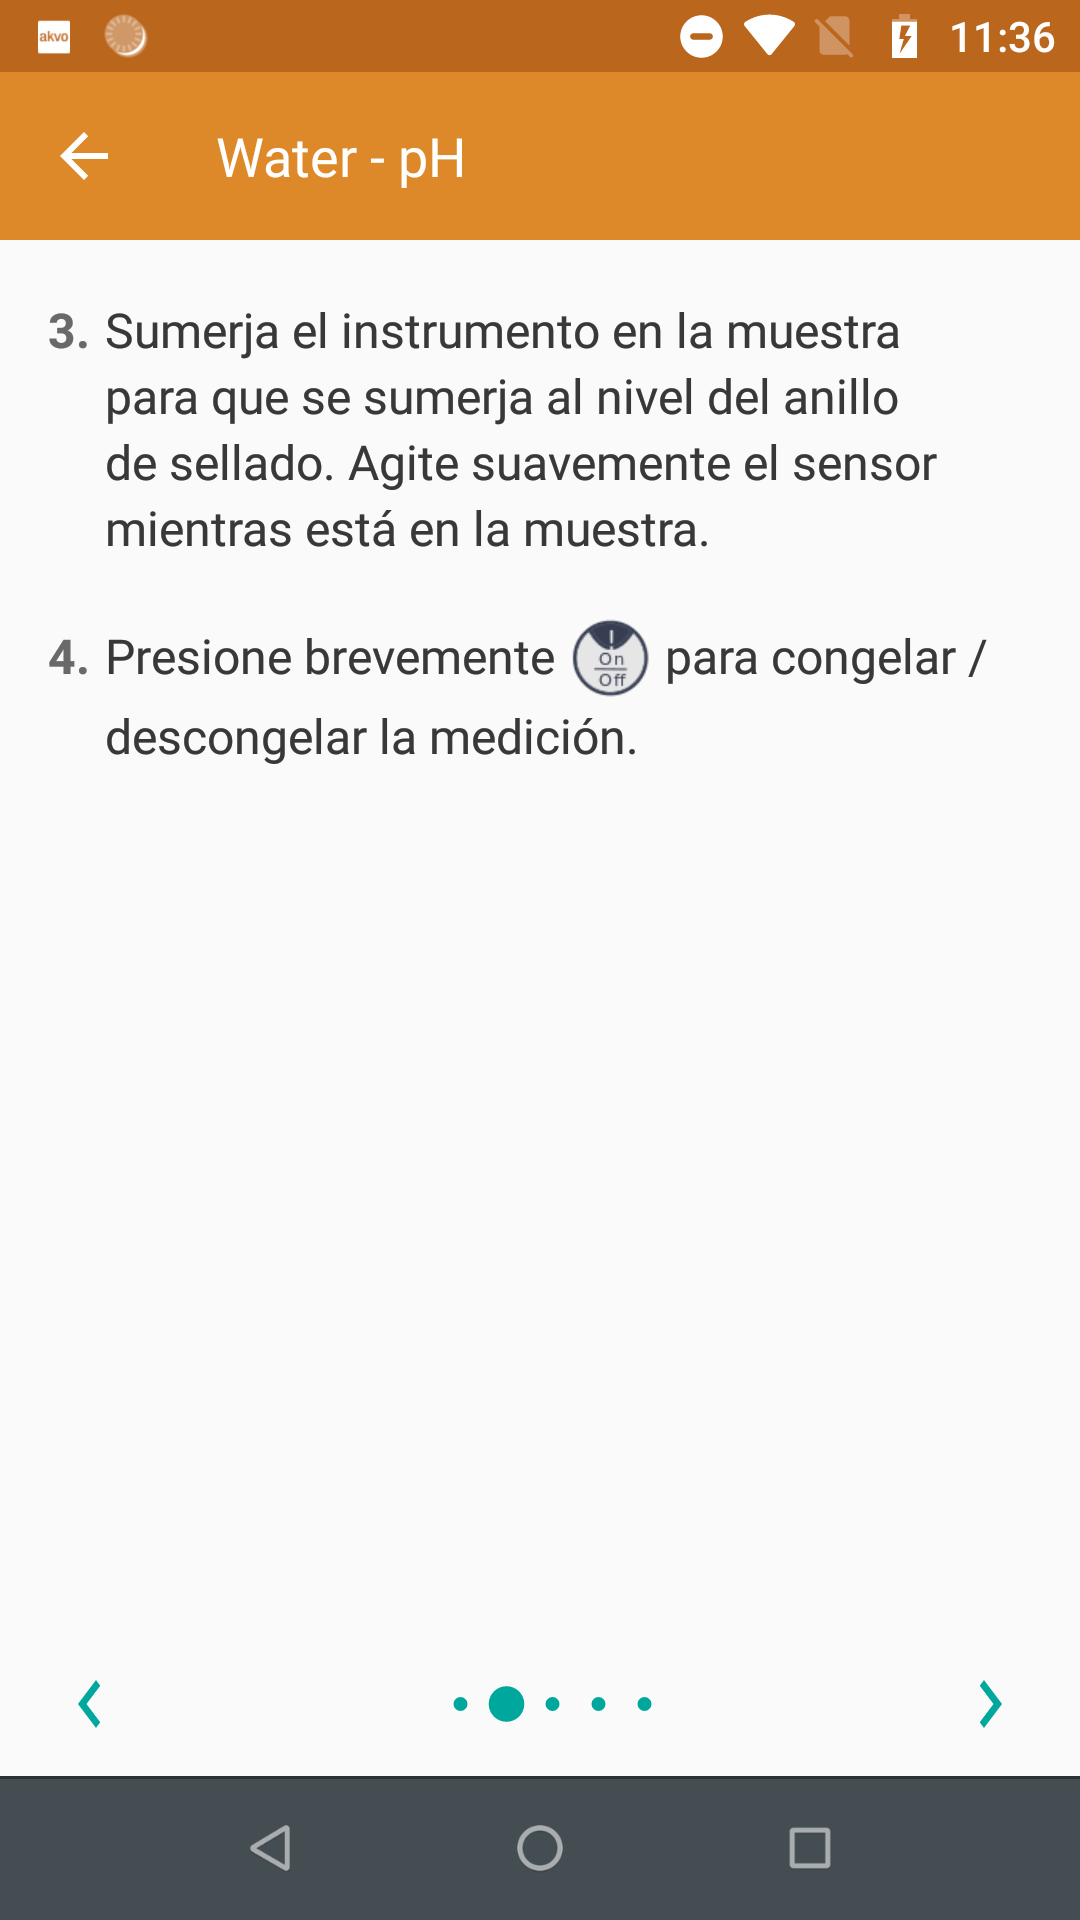 akvo
11:36
Water - pH
3. Sumerja el instrumento en la muestra
para que se sumerja al nivel del anillo
de sellado. Agite suavemente el sensor
mientras está en la muestra.
4. Presione brevemente On Off para congelar /
descongelar la medición.